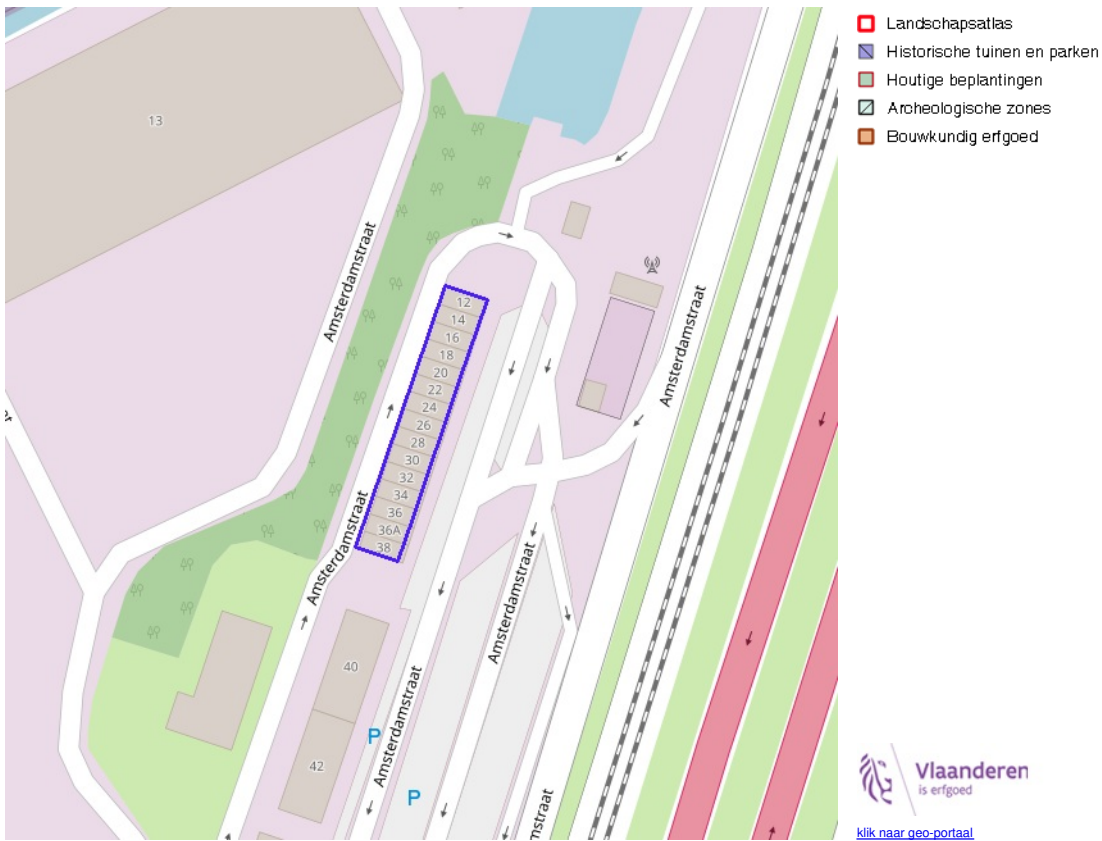 Landschapsatlas
Historische tuinen en parken
Houtige beplantingen
Archeologische zones
Bouwkundig erfgoed
13
Amsterdamstraat
Amsterdamstraat
12
14
16
18
20
22
24
26
28
30
32
34
36
36A
38
Amsterdamstraat
Amsterdamstraat
40
42
P
Amsterdamstraat
P
mstraat
Vlaanderen
is erfgoed
klik naar geo-portaal